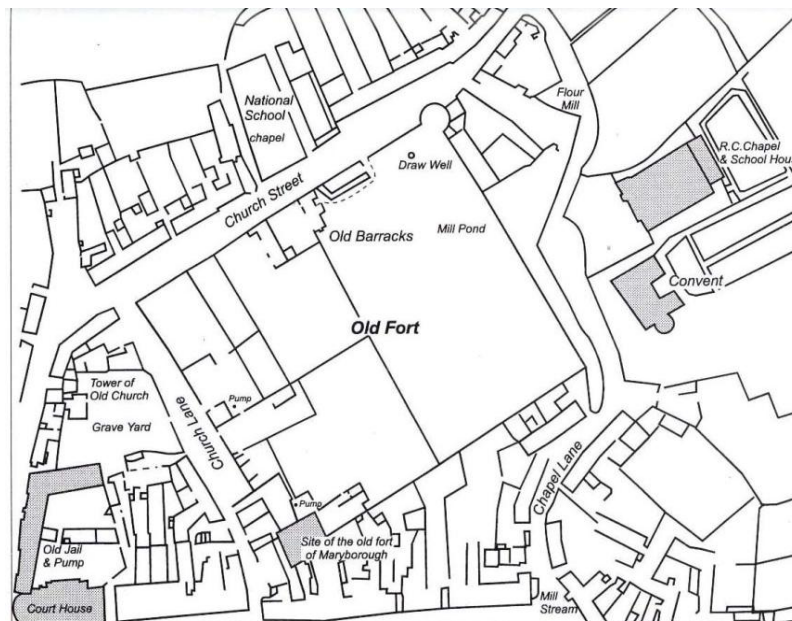 National
School
chapel
Flour
Mill
R.C.Chapel
& School Hou
Draw Well
Church Street
Old Barracks
Mill Pond
Convent
Old Fort
Tower of
Old Church
Pump
Grave Yard
Church Lane
Chapel Lane
Pump
Site of the old fort
of Maryborough
Old Jail
& Pump
Court House
Mill
Stream